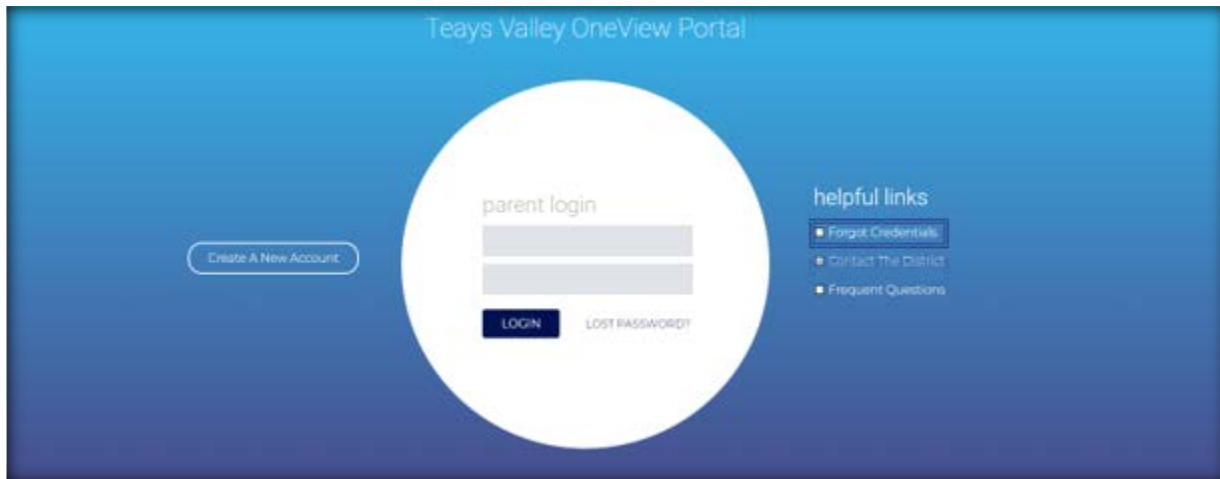 Teays Valley OneView Portal
Create A New Account
parent login
LOGIN
LOST PASSWORD?
helpful links
Forgot Credentials
Contact The District
Frequent Questions